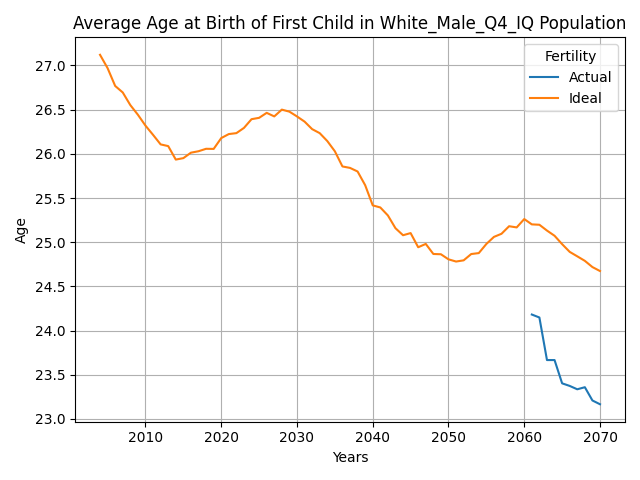 Average Age at Birth of First Child in White_Male_Q4_IQ Population
Fertility
Actual
Ideal
27.0
26.5
26.0
25.5
25.0
24.5
24.0
23.5
23.0
Age
2010 2020 2030 2040 2050 2060 2070
Years